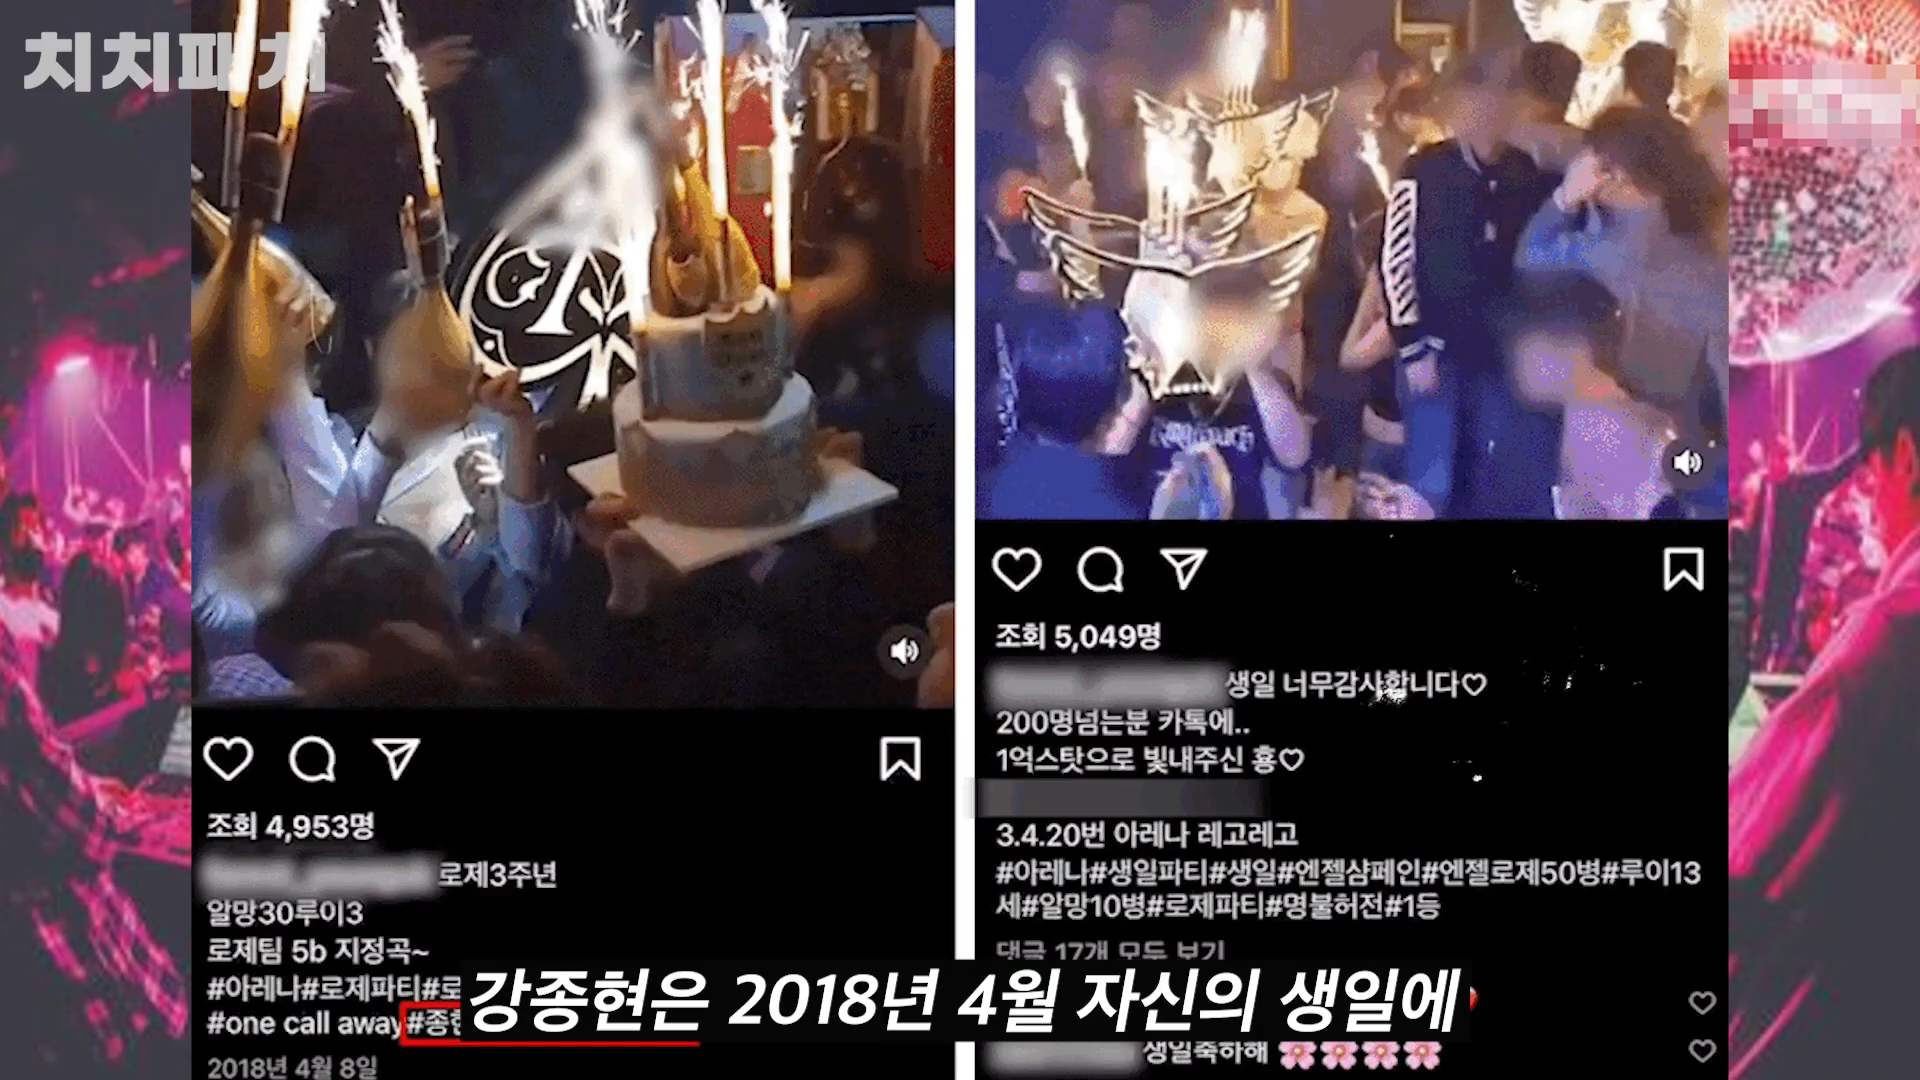 치치파치
조회 4,953명
로제3주년
알망30루이3
로제팀 5b 지정곡~
#아레나#로제파티#로
#one call away#종현
2018년 4월 8일
조회 5,049명
생일 너무감사합니다♡
200명넘는분 카톡에..
1억스탓으로 빛내주신 횽♡
3.4.20번 아레나 레고레고
#아레나#생일파티#생일#엔젤샴페인#엔젤로제50병#루이13
세#알망10병#로제파티#명불허전#1등
댓글 17개 모두 보기
생일축하해 🌸🌸🌸🌸
강종현은 2018년 4월 자신의 생일에